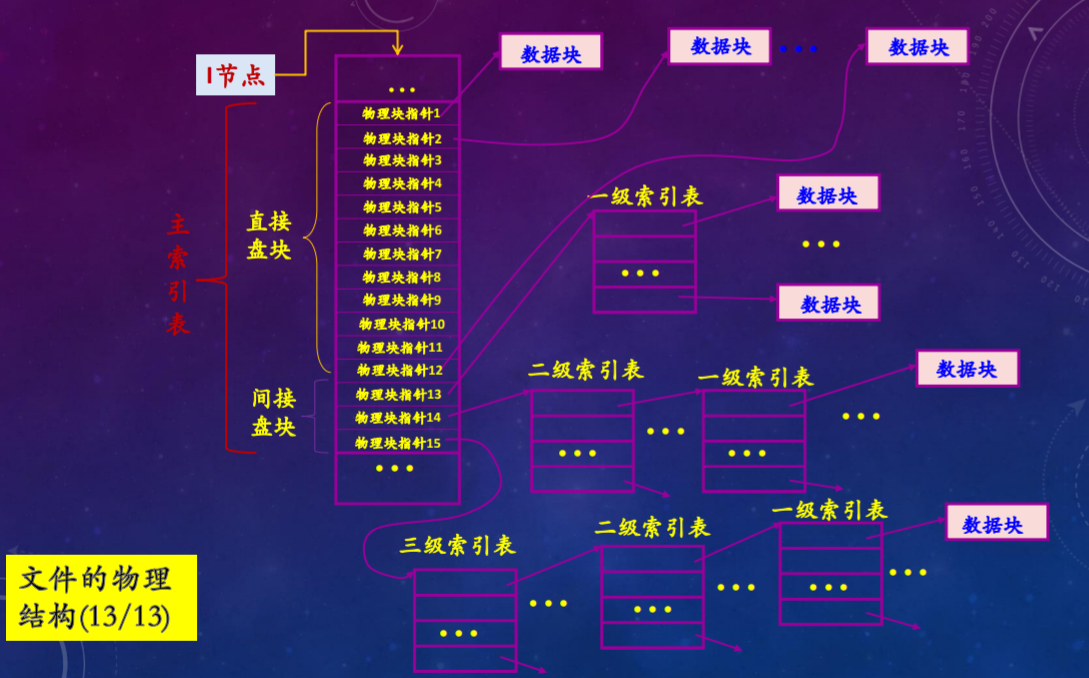 I节点
数据块
数据块
•••
数据块
•••
物理块指针1
物理块指针2
物理块指针3
物理块指针4
物理块指针5
物理块指针6
物理块指针7
物理块指针8
物理块指针9
物理块指针10
物理块指针11
物理块指针12
物理块指针13
物理块指针14
物理块指针15
•••
主索引表
直接
盘块
间接
盘块
一级索引表
•••
数据块
•••
数据块
二级索引表
•••
•••
一级索引表
•••
数据块
•••
三级索引表
•••
•••
二级索引表
•••
•••
一级索引表
•••
•••
数据块
文件的物理
结构(13/13)